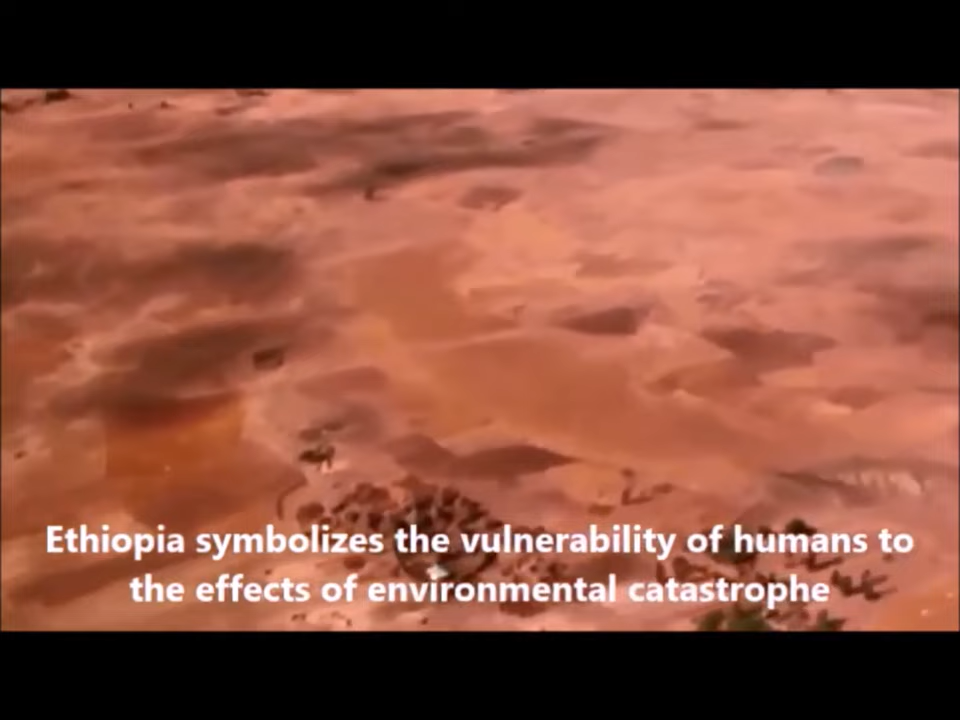 Ethiopia symbolizes the vulnerability of humans to
the effects of environmental catastrophe